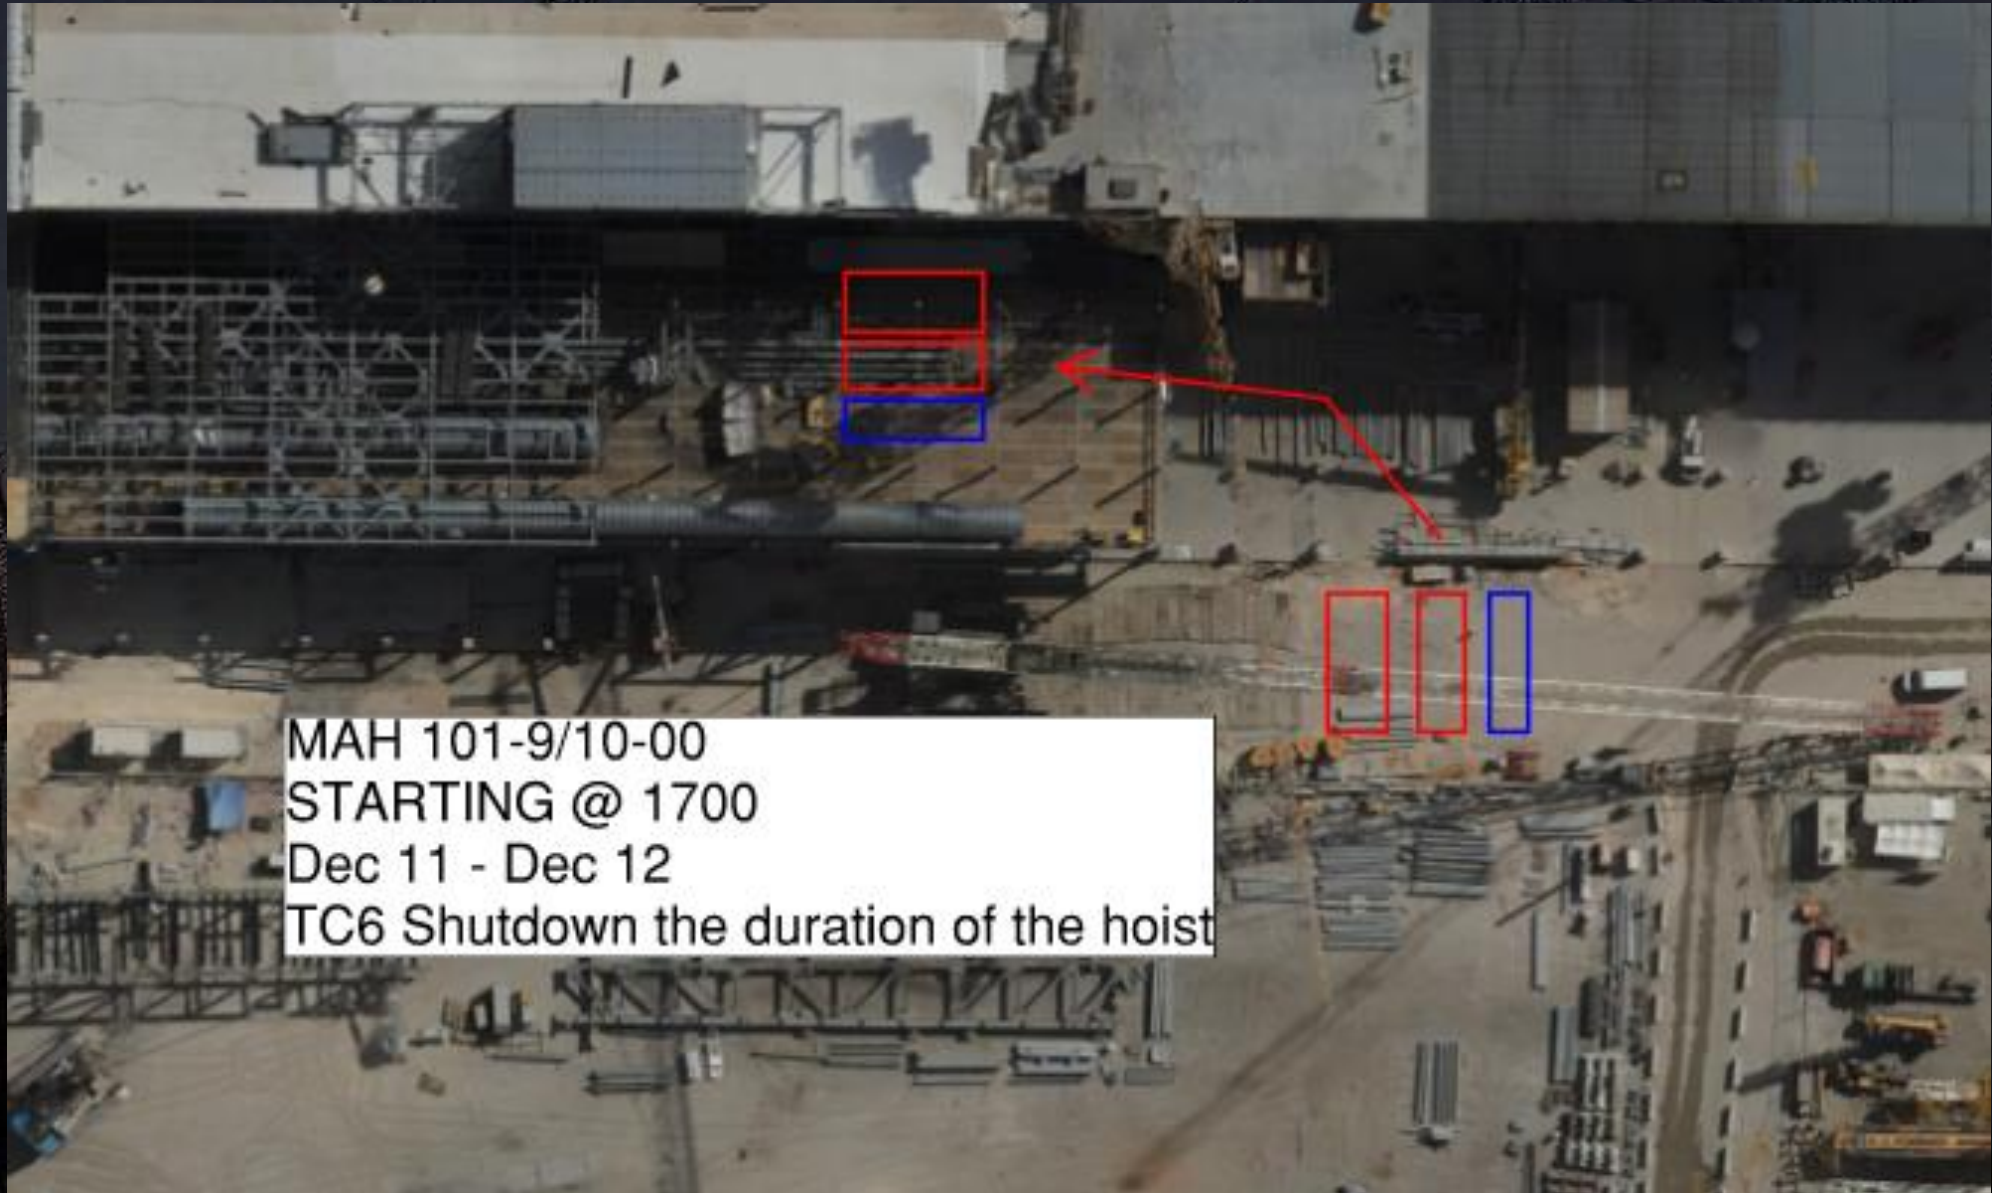 MAH 101-9/10-00
STARTING @ 1700
Dec 11 - Dec 12
TC6 Shutdown the duration of the hoist